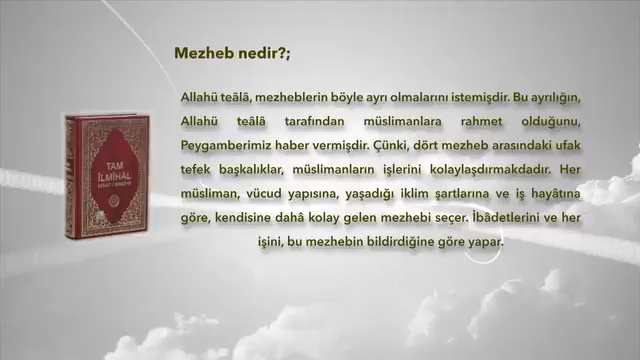 Mezheb nedir?;
Allahü teâlâ, mezheblerin böyle ayrı olmalarını istemişdir. Bu ayrılığın,
Allahü teâlâ tarafından müslimanlara rahmet olduğunu,
Peygamberimiz haber vermişdir. Çünki, dört mezheb arasındaki ufak
tefek başkalıklar, müslimanların işlerini kolaylaşdırmakdadır. Her
müsliman, vücud yapısına, yaşadığı iklim şartlarına ve iş hayâtına
göre, kendisine dahâ kolay gelen mezhebi seçer. İbâdetlerini ve her
işini, bu mezhebin bildirdiğine göre yapar.
TAM
İLMİHAL